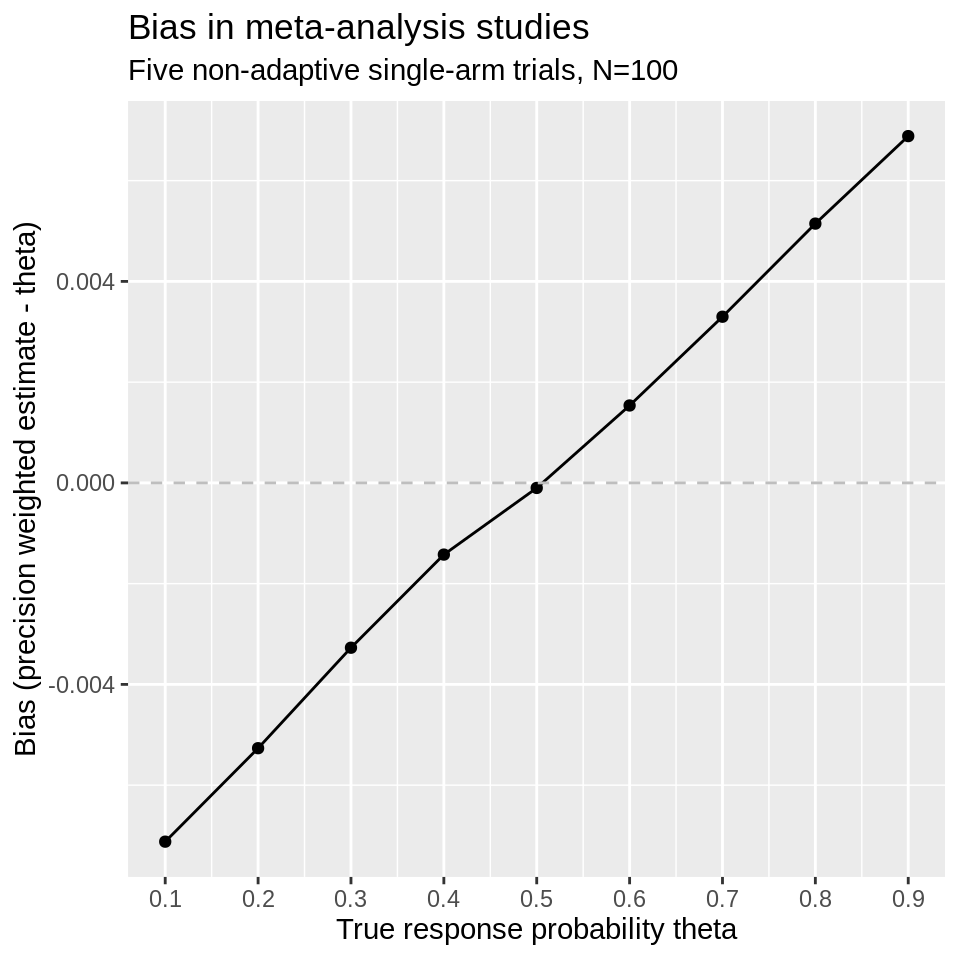 Bias in meta-analysis studies
Five non-adaptive single-arm trials, N=100
Bias (precision weighted estimate - theta)
0.004
0.000
-0.004
0.1 0.2 0.3 0.4 0.5 0.6 0.7 0.8 0.9
True response probability theta